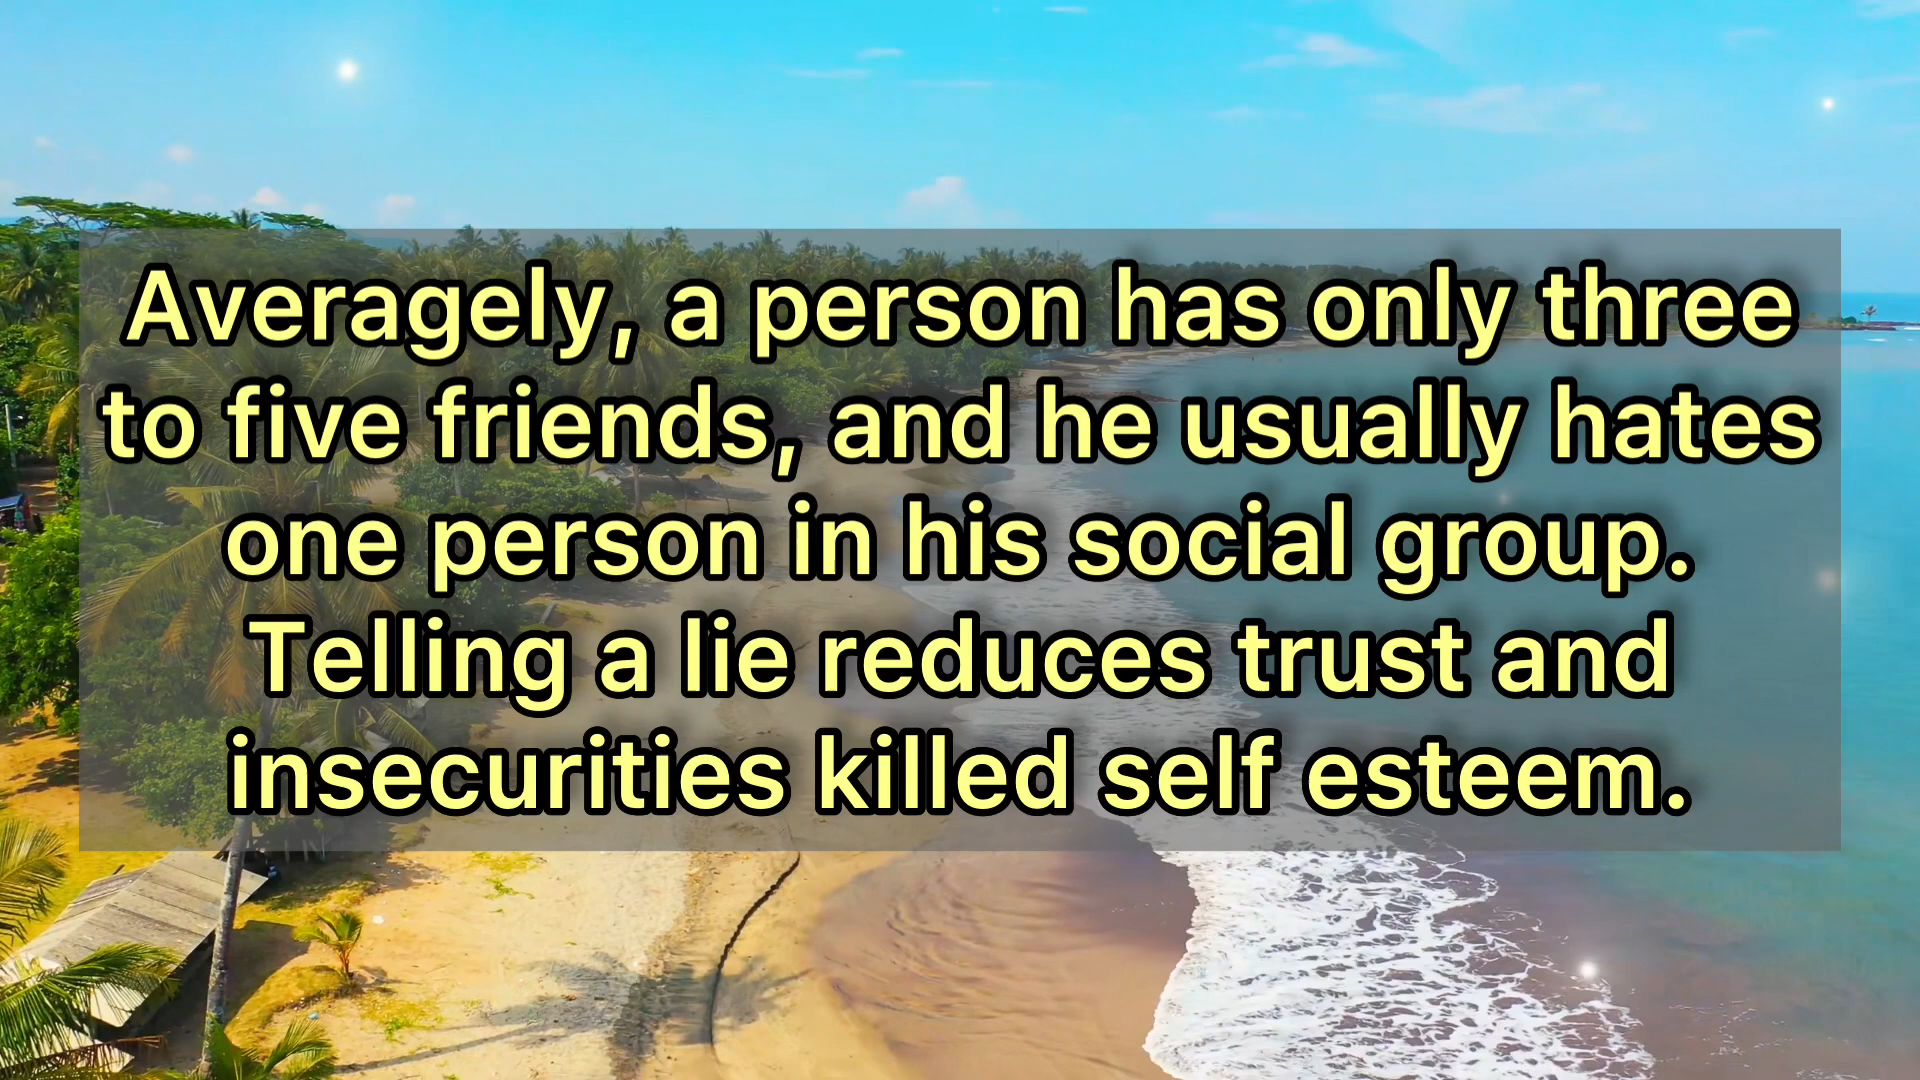 Averagely, a person has only three
to five friends, and he usually hates
one person in his social group.
Telling a lie reduces trust and
insecurities killed self esteem.